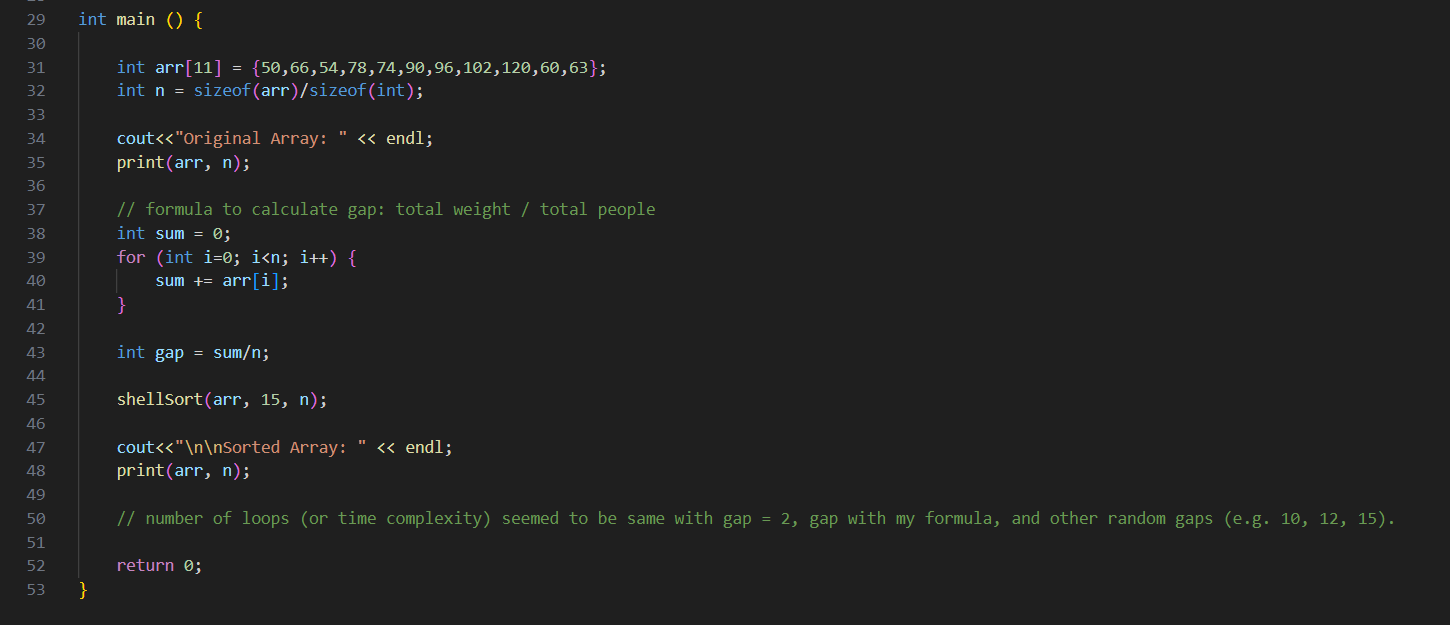 29 int main () {
30
31 int arr[11] = {50,66,54,78,74,90,96,102,120,60,63};
32 int n = sizeof(arr)/sizeof(int);
33
34 cout<<"Original Array: " << endl;
35 print(arr, n);
36
37 // formula to calculate gap: total weight / total people
38 int sum = 0;
39 for (int i=0; i<n; i++) {
40 sum += arr[i];
41 }
42
43 int gap = sum/n;
44
45 shellSort(arr, 15, n);
46
47 cout<<"\n\nSorted Array: " << endl;
48 print(arr, n);
49
50 // number of loops (or time complexity) seemed to be same with gap = 2, gap with my formula, and other random gaps (e.g. 10, 12, 15).
51
52 return 0;
53 }